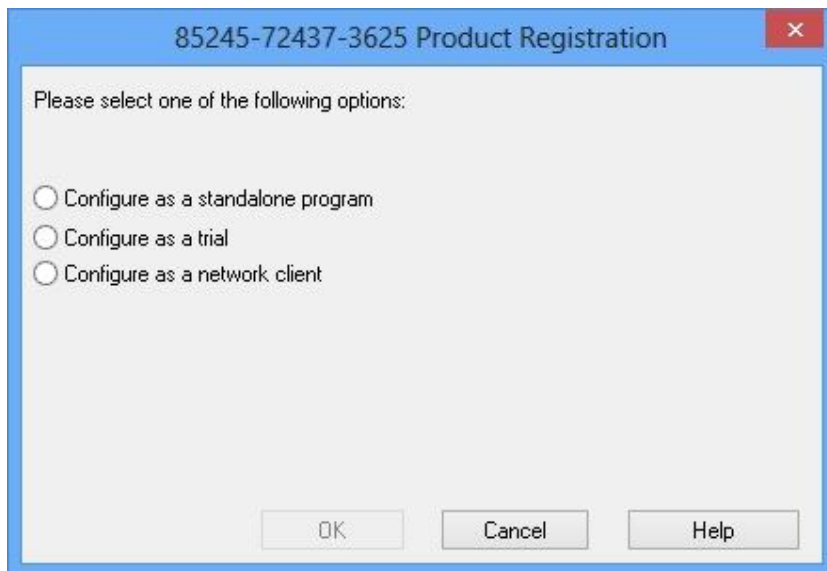 85245-72437-3625 Product Registration
Please select one of the following options:
Configure as a standalone program
Configure as a trial
Configure as a network client
OK Cancel Help